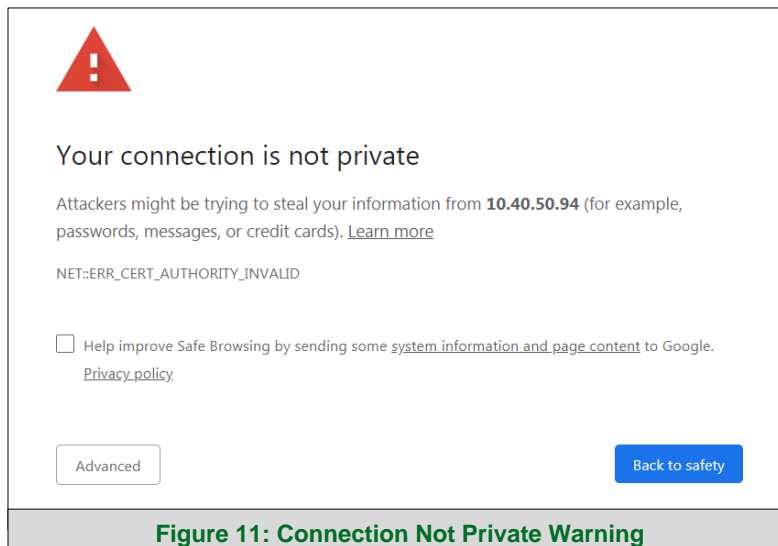 Your connection is not private
Attackers might be trying to steal your information from 10.40.50.94 (for example,
passwords, messages, or credit cards). Learn more
NET::ERR_CERT_AUTHORITY_INVALID
Help improve Safe Browsing by sending some system information and page content to Google.
Privacy policy
Advanced
Back to safety
Figure 11: Connection Not Private Warning